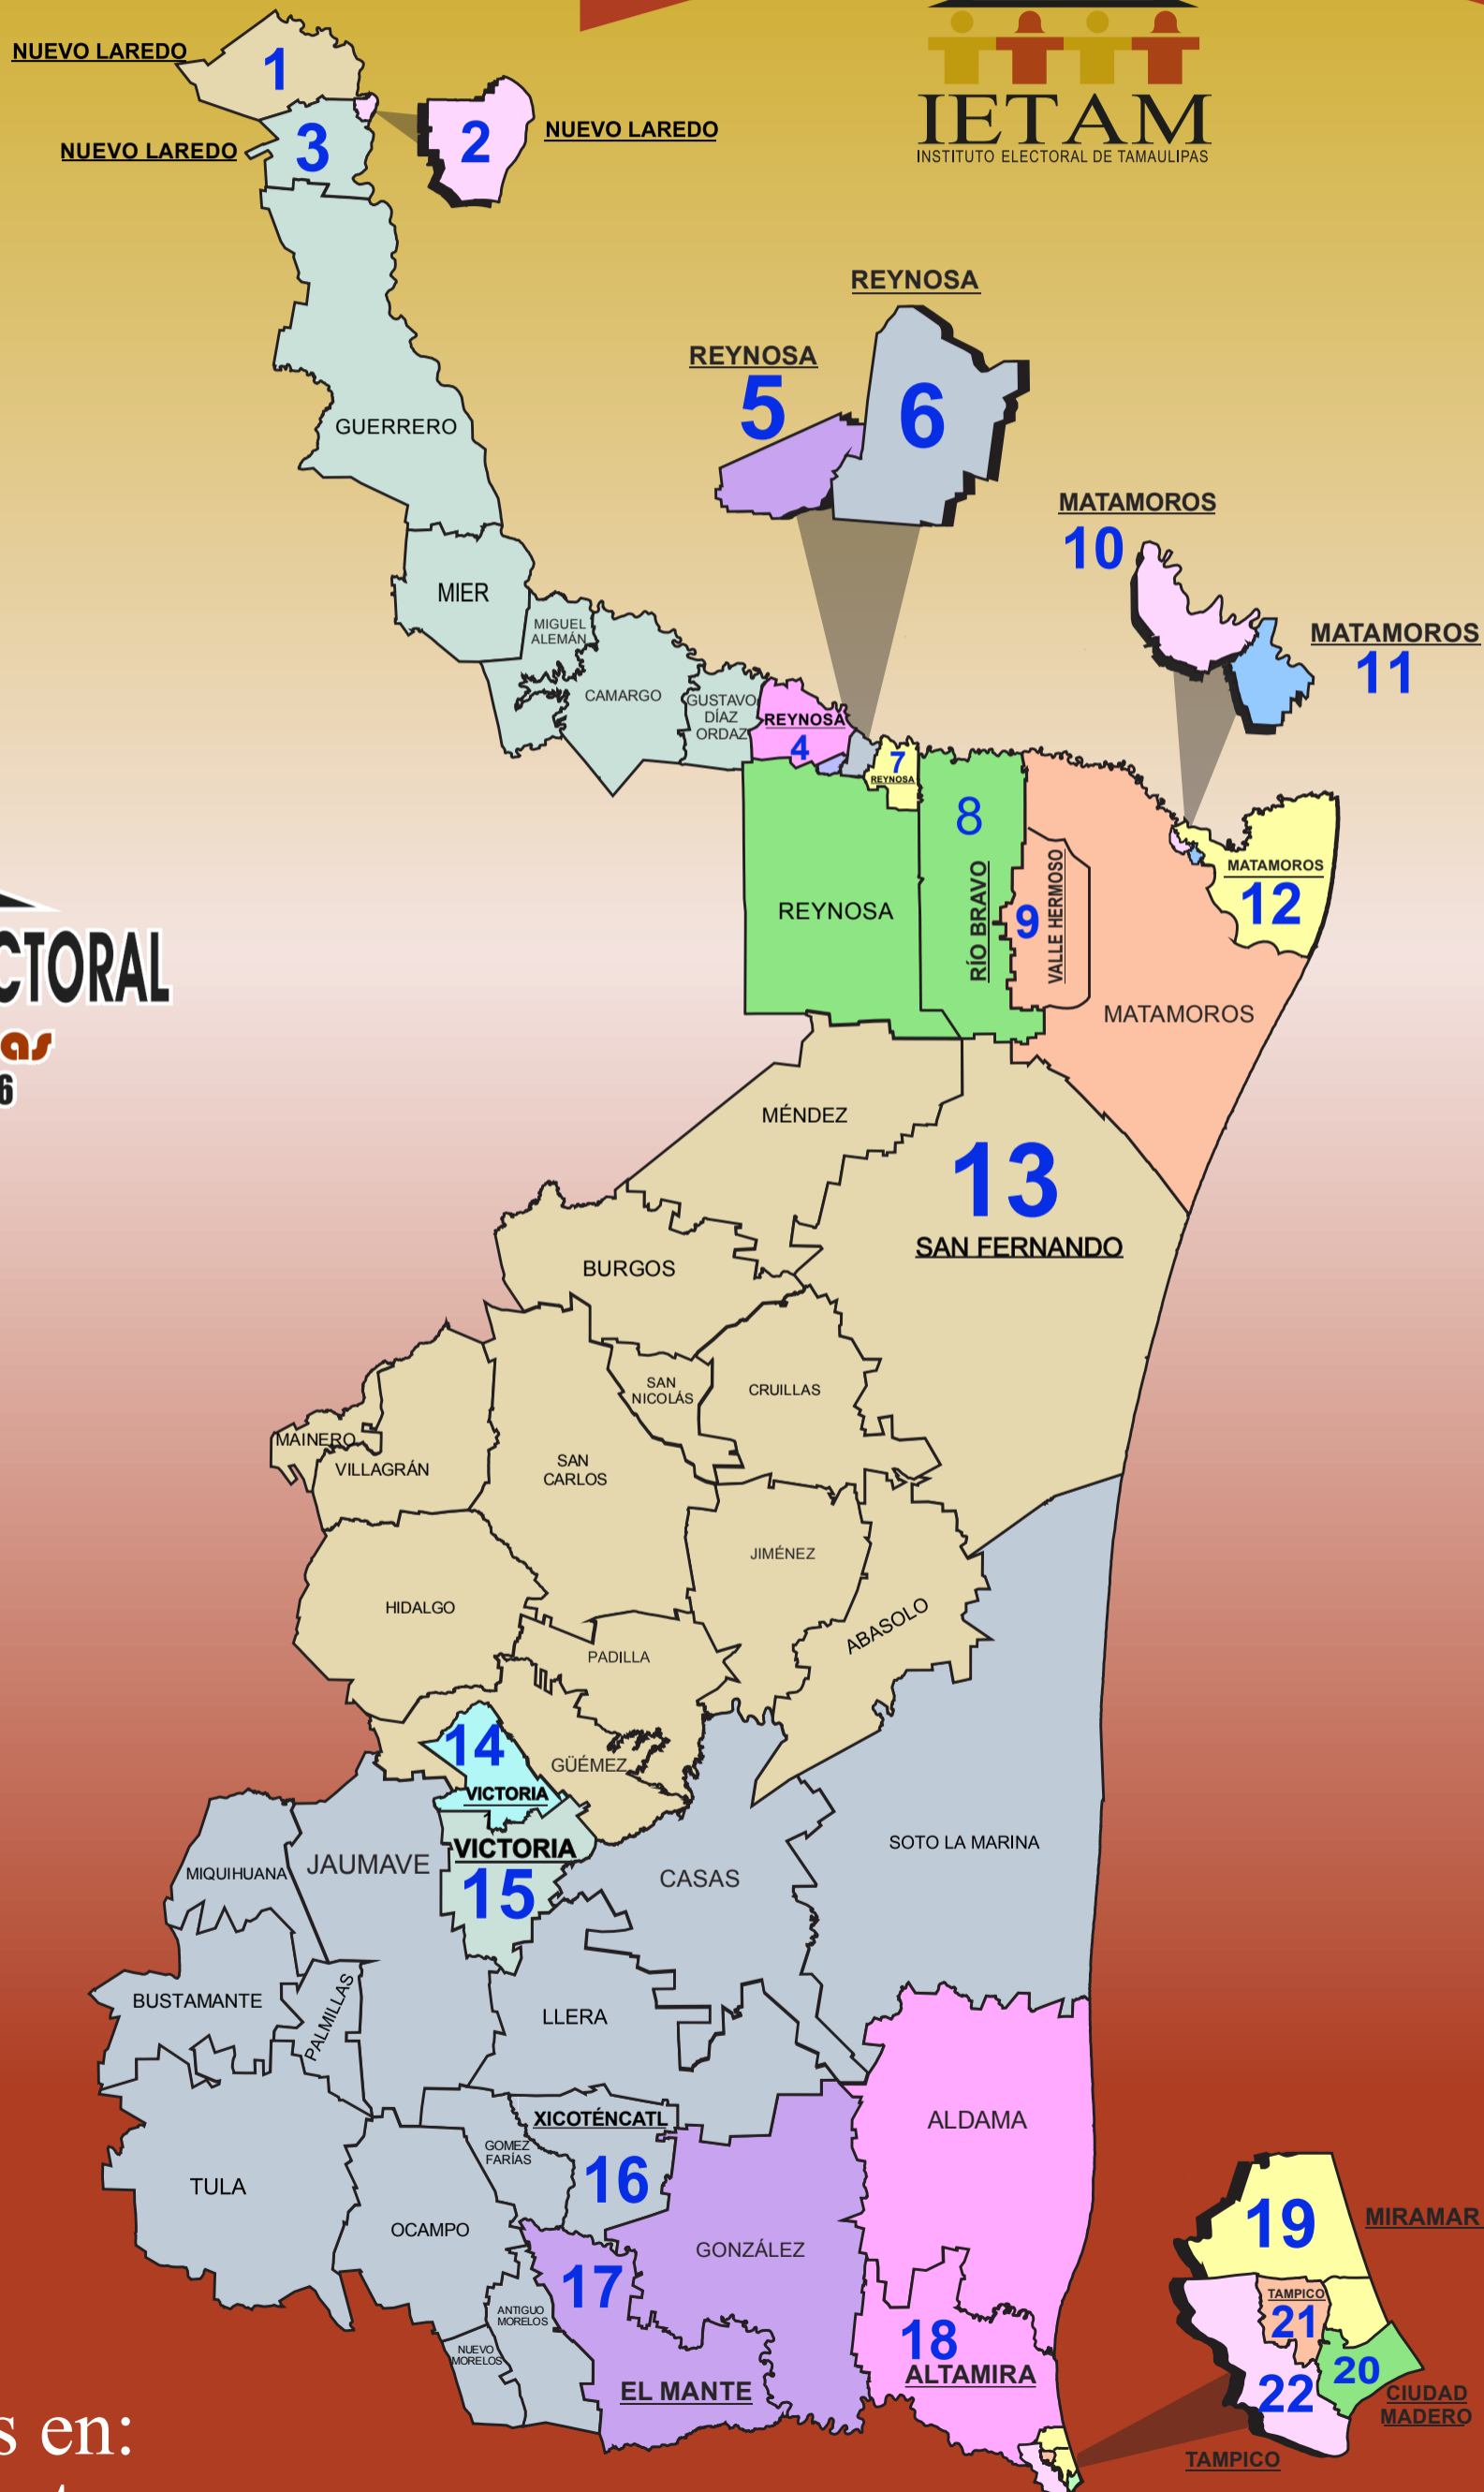 IETAM
INSTITUTO ELECTORAL DE TAMAULIPAS
NUEVO LAREDO
1
NUEVO LAREDO
3
2
NUEVO LAREDO
GUERRERO
REYNOSA
REYNOSA
5
6
MATAMOROS
10
MATAMOROS
11
MIER
MIGUEL
ALEMÁN
CAMARGO
GUSTAVO
DÍAZ
ORDAZ
REYNOSA
4
7
REYNOSA
8
RÍO BRAVO
9
VALLE HERMOSO
MATAMOROS
12
REYNOSA
MATAMOROS
CTORAL
as
6
MÉNDEZ
13
SAN FERNANDO
BURGOS
SAN
NICOLÁS
CRUILLAS
MAINERO
VILLAGRÁN
SAN
CARLOS
JIMÉNEZ
HIDALGO
ABASOLO
PADILLA
14
VICTORIA
GÜÉMEZ
VICTORIA
15
SOTO LA MARINA
MIQUIHUANA
JAUMAVE
CASAS
BUSTAMANTE
PALMILLAS
LLERA
XICOTÉNCATL
16
ALDAMA
GOMEZ
FARÍAS
TULA
OCAMPO
GONZÁLEZ
17
ANTIGUO
MORELOS
NUEVO
MORELOS
EL MANTE
18
ALTAMIRA
19
MIRAMAR
TAMPICO
21
20
22
CIUDAD
MADERO
TAMPICO
s en: